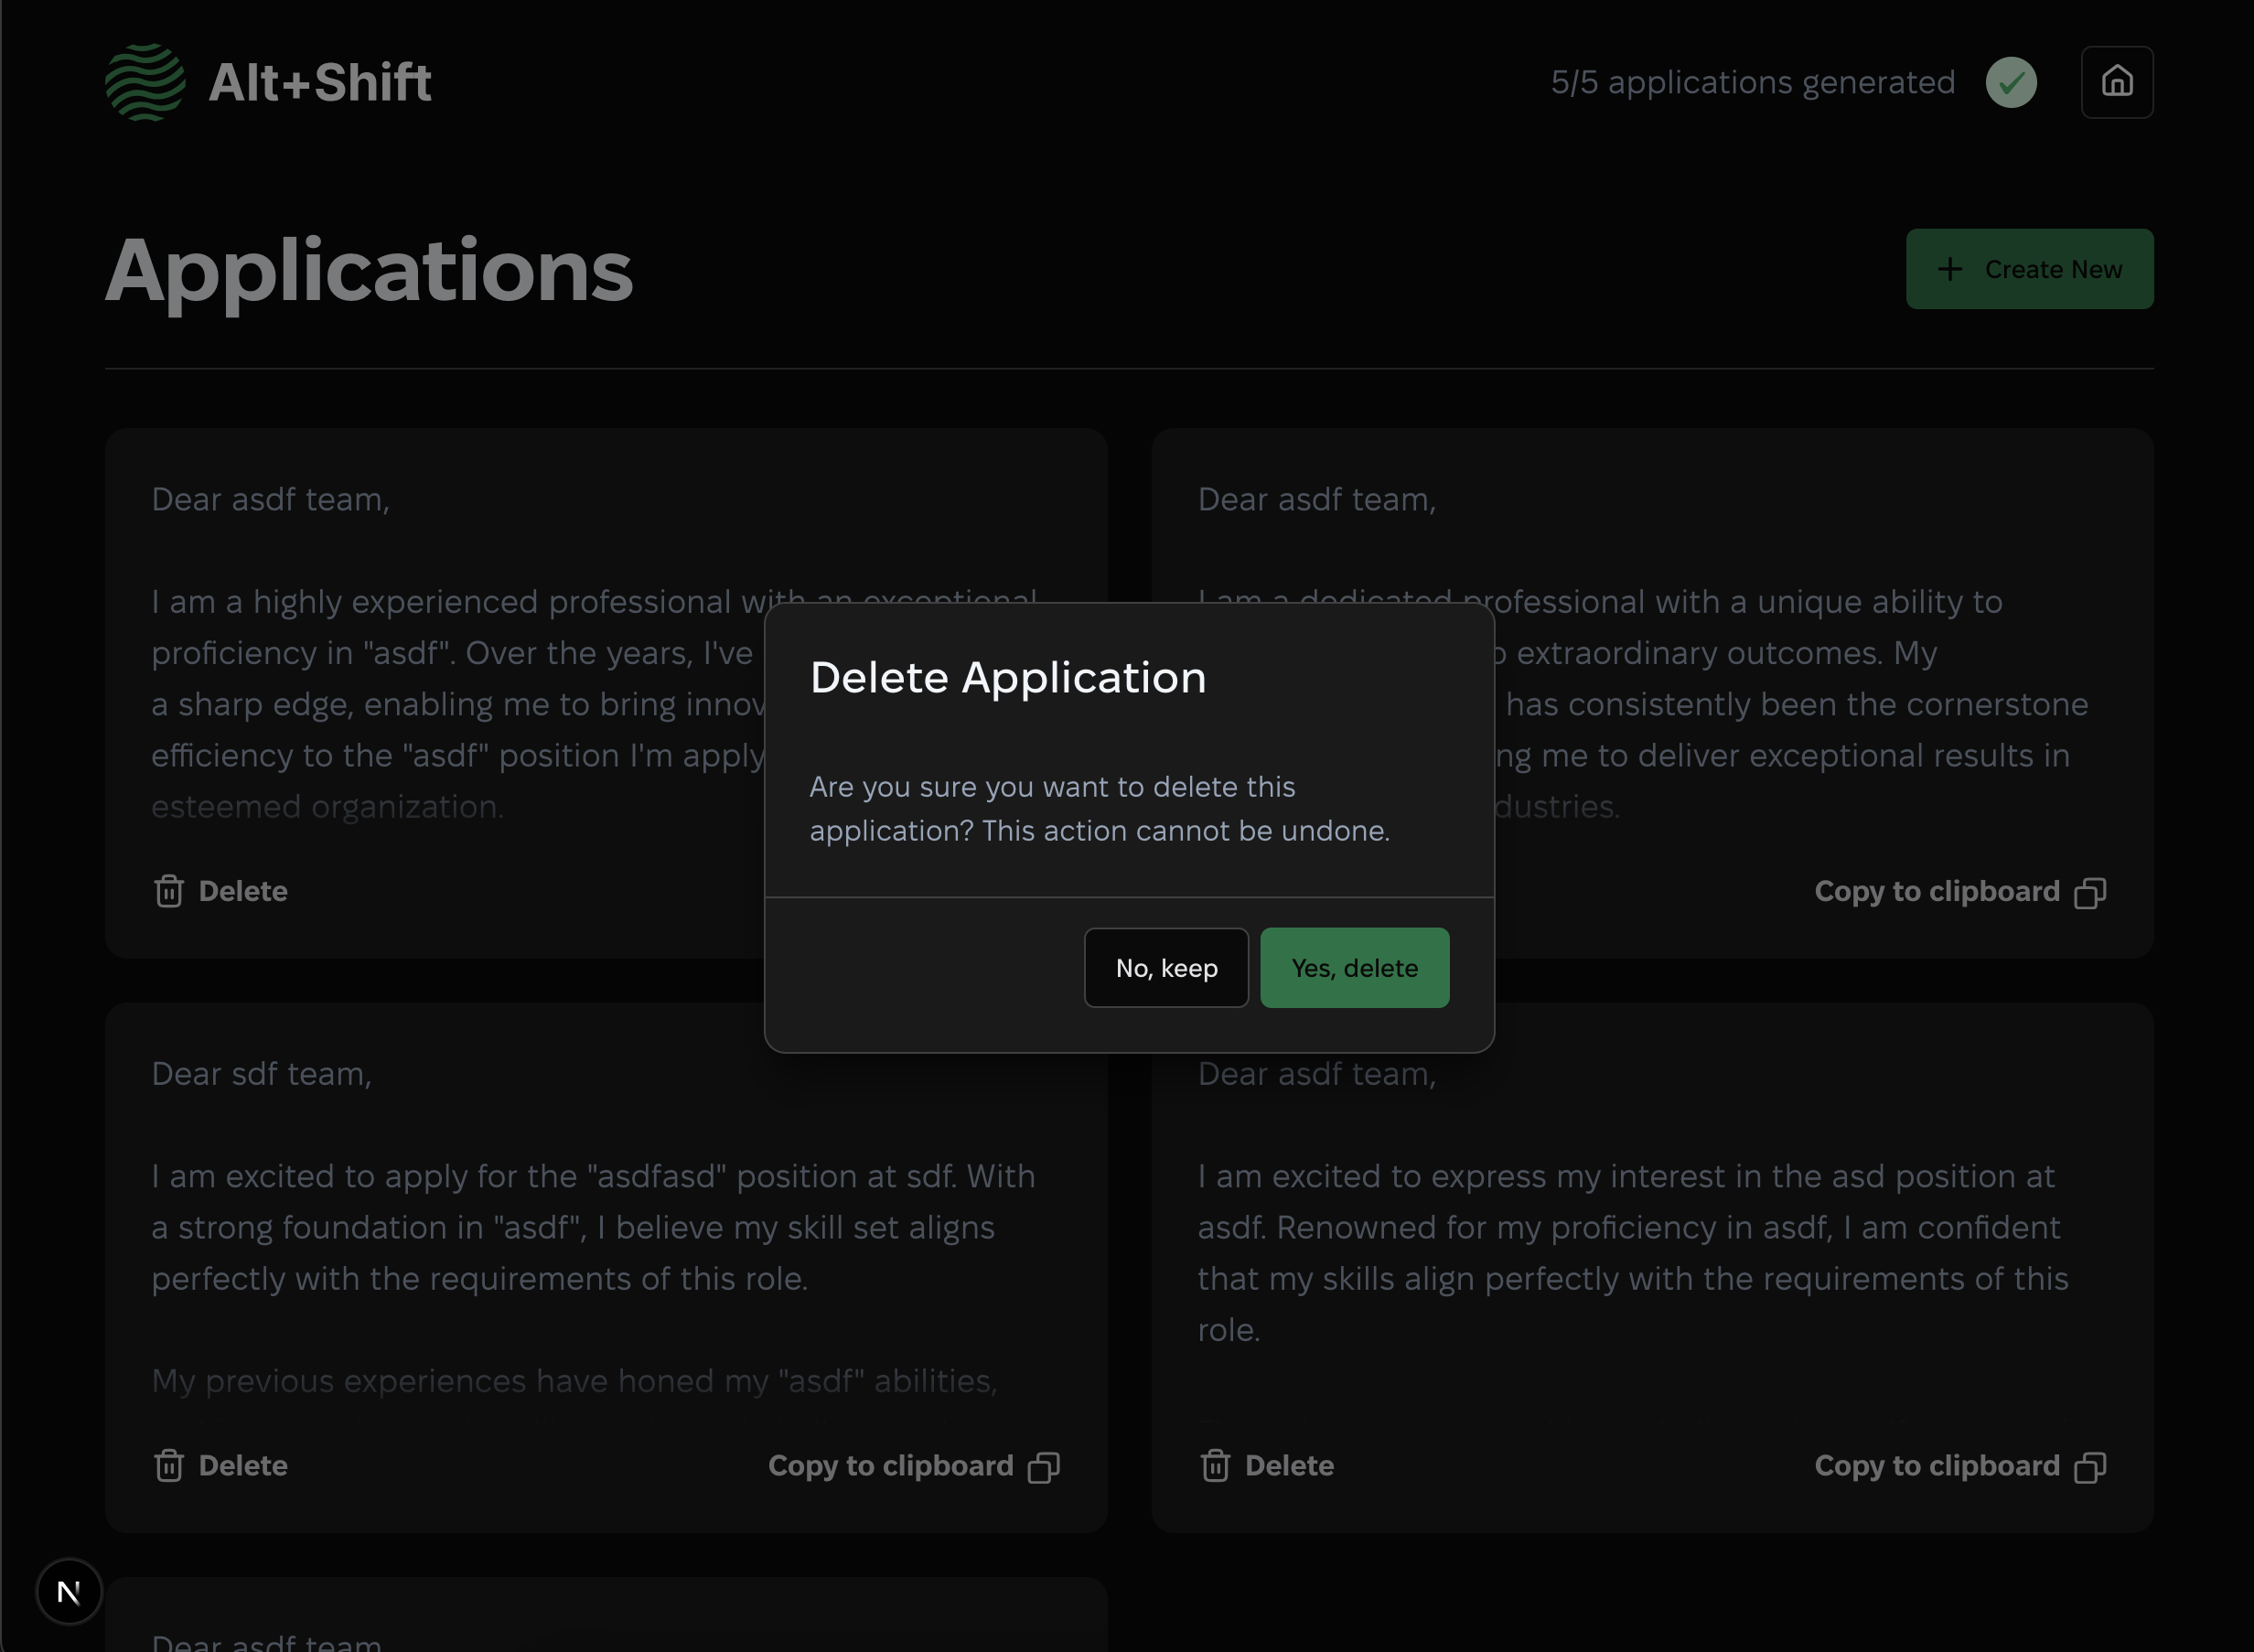 Alt+Shift
5/5 applications generated
Applications
Create New
Dear asdf team,
I am a highly experienced professional with an exceptional
proficiency in "asdf". Over the years, I've
a sharp edge, enabling me to bring innov
efficiency to the "asdf" position I'm apply
esteemed organization.
Delete
Dear asdf team,
I am a dedicated professional with a unique ability to
extraordinary outcomes. My
has consistently been the cornerstone
ng me to deliver exceptional results in
dustries.
Copy to clipboard
Delete Application
Are you sure you want to delete this
application? This action cannot be undone.
No, keep
Yes, delete
Dear sdf team,
I am excited to apply for the "asdfasd" position at sdf. With
a strong foundation in "asdf", I believe my skill set aligns
perfectly with the requirements of this role.
My previous experiences have honed my "asdf" abilities,
Delete
Copy to clipboard
Dear asdf team,
I am excited to express my interest in the asd position at
asdf. Renowned for my proficiency in asdf, I am confident
that my skills align perfectly with the requirements of this
role.
Delete
Copy to clipboard
N
Dear asdf team